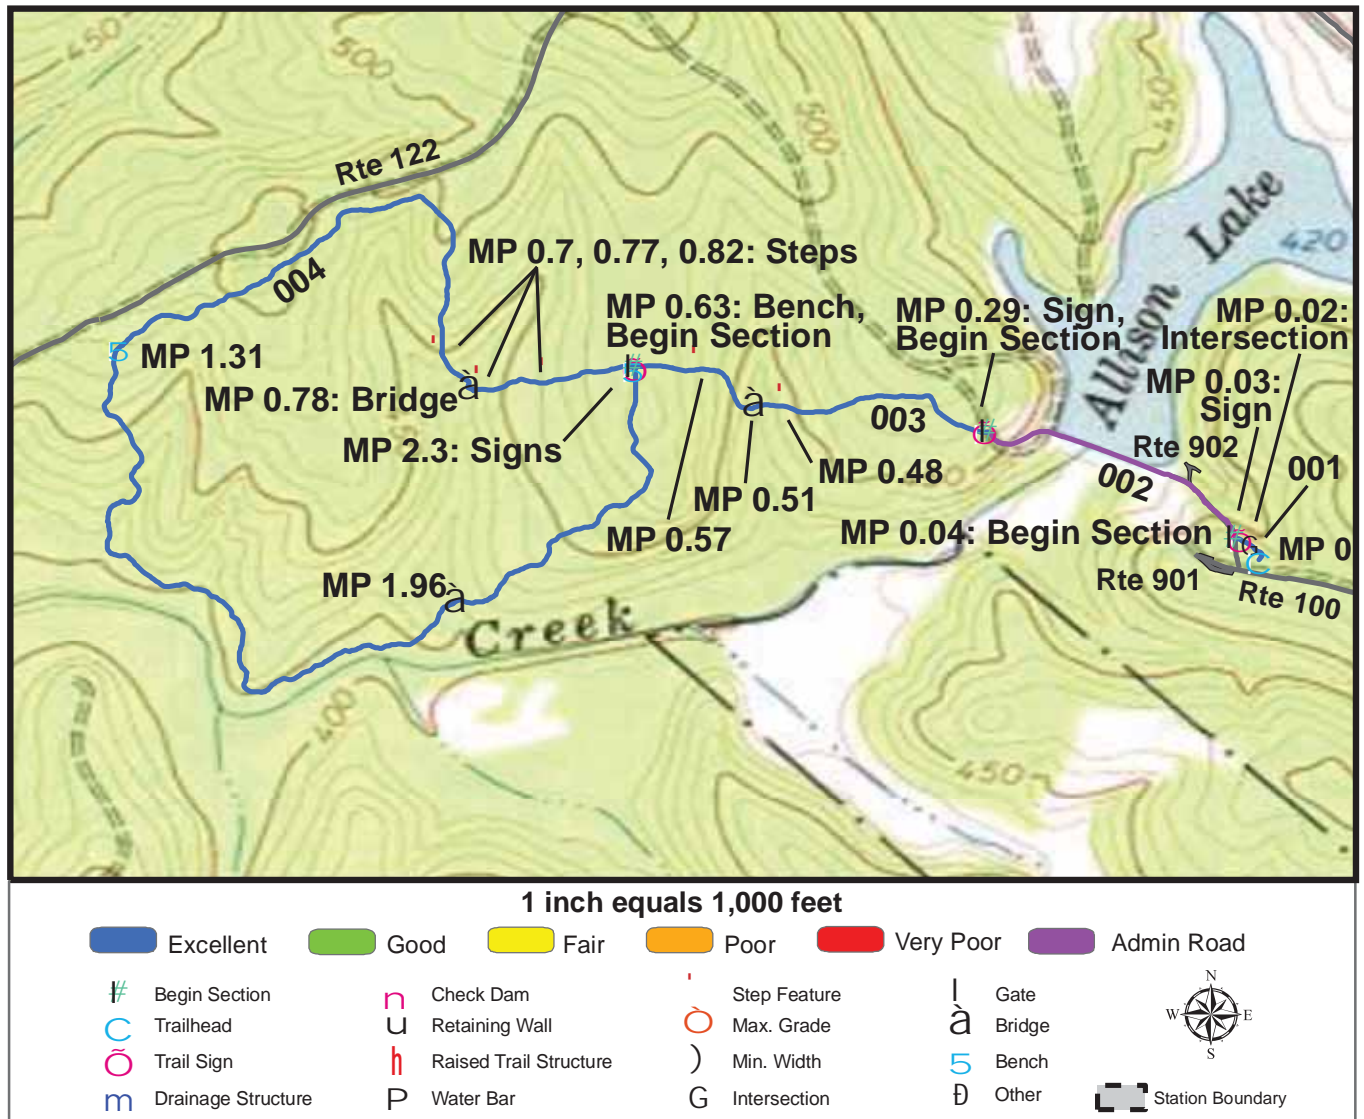 450
500
500
450
Rte 122
004
MP 0.7, 0.77, 0.82: Steps
MP 0.63: Bench,
Begin Section
MP 0.29: Sign,
Begin Section
Allison Lake
420
MP 0.02:
Intersection
MP 0.03:
Sign
001
Rte 902
5 MP 1.31
MP 0.78: Bridge à
MP 2.3: Signs
à
003
MP 0.48
MP 0.51
MP 0.57
002
MP 0.04: Begin Section
MP 0
Rte 901
Rte 100
MP 1.96 à
Creek
400
450
1 inch equals 1,000 feet
Excellent
Good
Fair
Poor
Very Poor
Admin Road
# Begin Section
C Trailhead
Õ Trail Sign
m Drainage Structure
n Check Dam
u Retaining Wall
h Raised Trail Structure
P Water Bar
' Step Feature
Ò Max. Grade
) Min. Width
G Intersection
l Gate
à Bridge
5 Bench
Ð Other
N
W E
S
Station Boundary